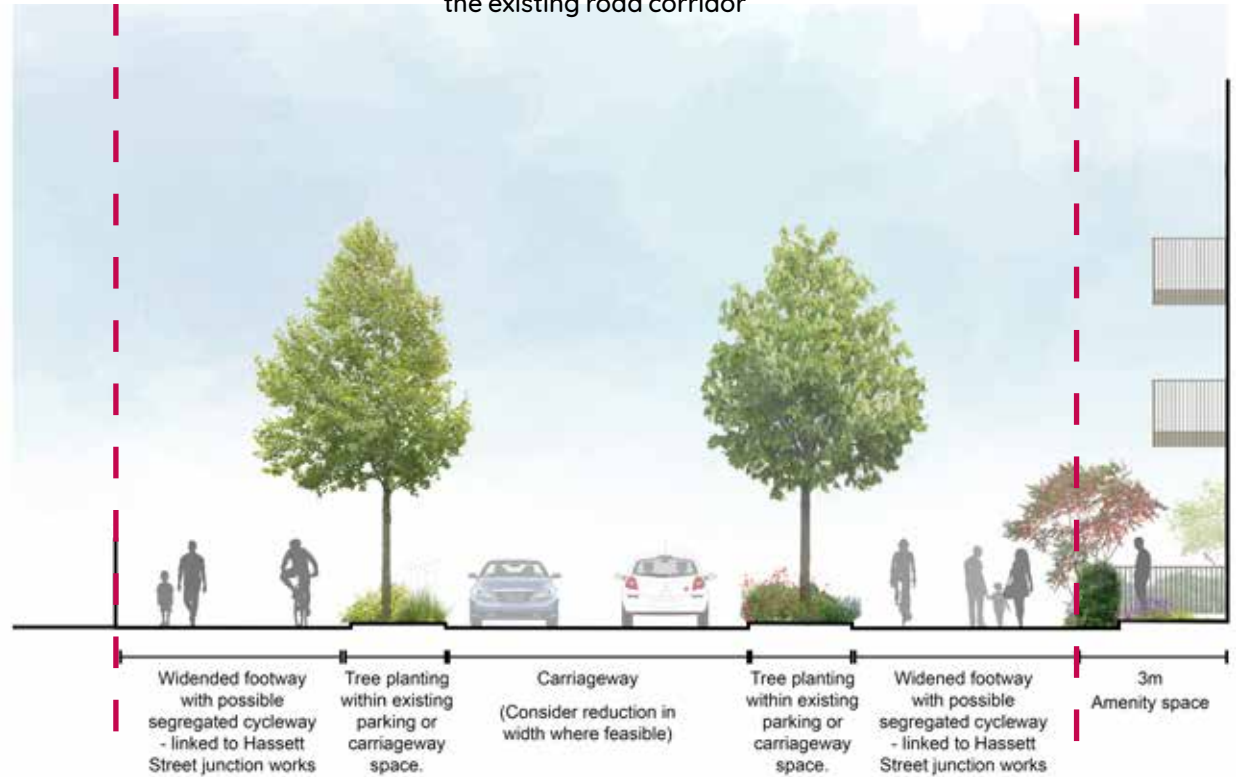 the existing road corridor
Widended footway
with possible
segregated cycleway
- linked to Hassett
Street junction works
Tree planting
within existing
parking or
carriageway
space.
Carriageway
(Consider reduction in
width where feasible)
Tree planting
within existing
parking or
carriageway
space.
Widened footway
with possible
segregated cycleway
- linked to Hassett
Street junction works
3m
Amenity space